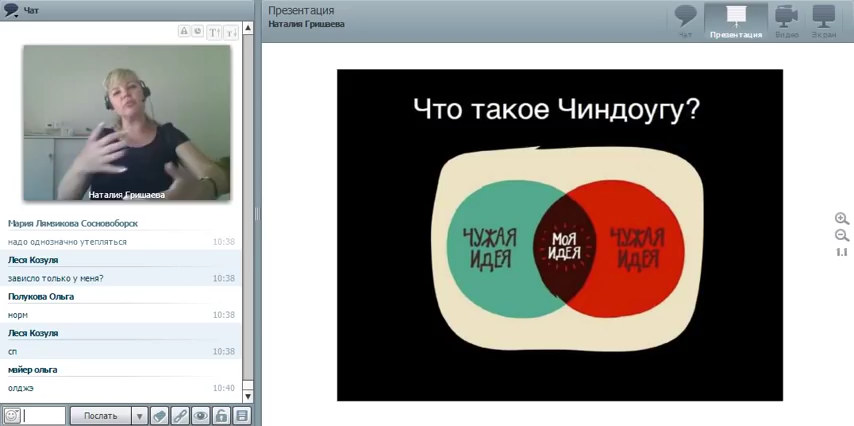 Чат
Наталия Гришаева
Мария Лямзикова Сосновоборск
надо однозначно утепляться 10:38
Леся Козуля
зависло только у меня? 10:38
Полукова Ольга
норм 10:38
Леся Козуля
сп 10:38
майер ольга
олджэ 10:40
Послать
Презентация
Наталия Гришаева
Чат
Презентация
Видео
Экран
Что такое Чиндоугу?
ЧУЖАЯ
ИДЕЯ
МОЯ
ИДЕЯ
ЧУЖАЯ
ИДЕЯ
1:1